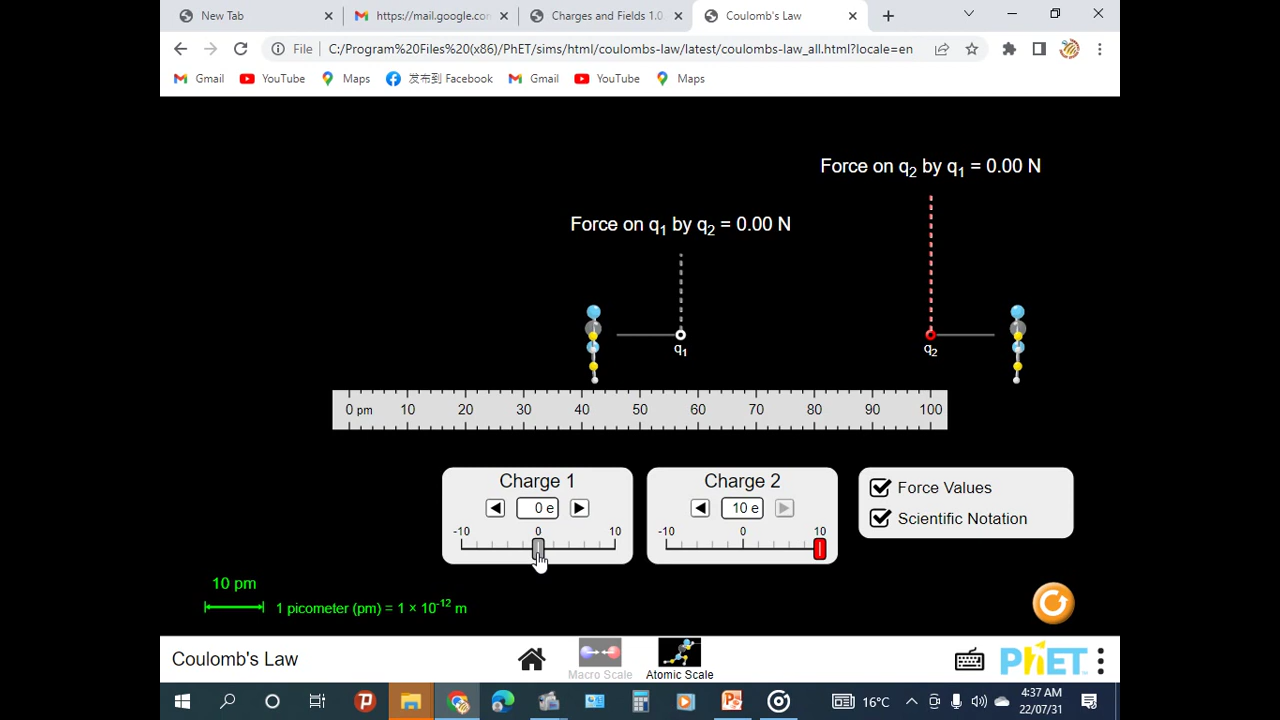 New Tab
https://mail.google.con
Charges and Fields 1.0
Coulomb's Law
File
C:/Program%20Files%20(x86)/PhET/sims/html/coulombs-law/latest/coulombs-law_all.html?locale=en
Gmail
YouTube
Maps
发布到 Facebook
Gmail
YouTube
Maps
Force on q2 by q1 = 0.00 N
Force on q1 by q2 = 0.00 N
q1
q2
0 pm 10 20 30 40 50 60 70 80 90 100
Charge 1
0 e
-10 0 10
Charge 2
10 e
-10 0 10
Force Values
Scientific Notation
10 pm
1 picometer (pm) = 1 × 10⁻¹² m
Coulomb's Law
Macro Scale
Atomic Scale
PhET
16°C
4:37 AM
22/07/31